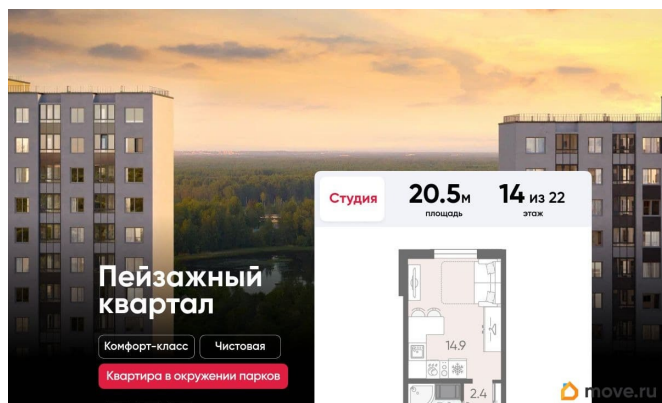 Студия
20.5м
площадь
14 из 22
этаж
Пейзажный
квартал
Комфорт-класс
Чистовая
Квартира в окружении парков
14.9
2.4
move.ru